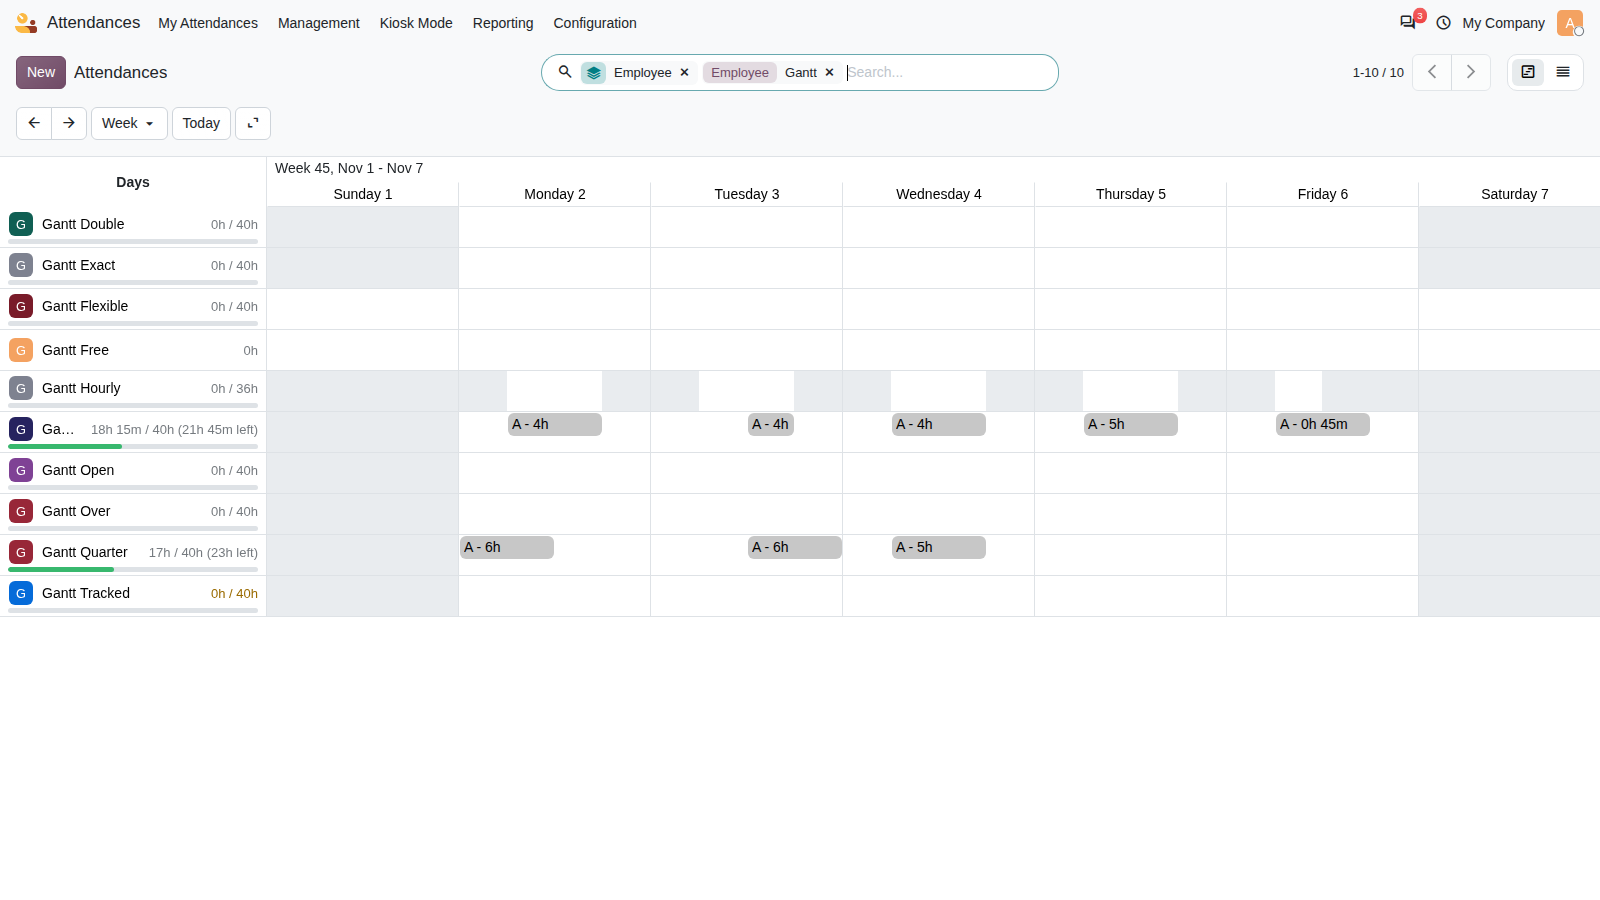 Attendances My Attendances Management Kiosk Mode Reporting Configuration 3 My Company A
New Attendances Employee × Employee Gantt × Search... 1-10 / 10
Week Today
Days Week 45, Nov 1 - Nov 7
Sunday 1 Monday 2 Tuesday 3 Wednesday 4 Thursday 5 Friday 6 Saturday 7
G Gantt Double 0h / 40h
G Gantt Exact 0h / 40h
G Gantt Flexible 0h / 40h
G Gantt Free 0h
G Gantt Hourly 0h / 36h
G Ga... 18h 15m / 40h (21h 45m left) A - 4h A - 4h A - 4h A - 5h A - 0h 45m
G Gantt Open 0h / 40h
G Gantt Over 0h / 40h
G Gantt Quarter 17h / 40h (23h left) A - 6h A - 6h A - 5h
G Gantt Tracked 0h / 40h